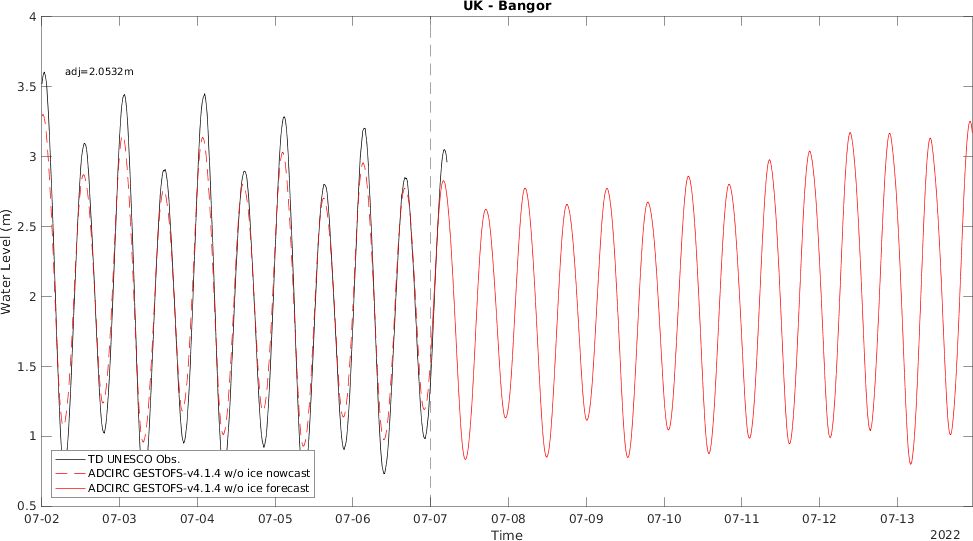 UK - Bangor
4
adj=2.0532m
3.5
3
2.5
Water Level (m)
2
1.5
1
TD UNESCO Obs.
ADCIRC GESTOFS-v4.1.4 w/o ice nowcast
ADCIRC GESTOFS-v4.1.4 w/o ice forecast
0.5
07-02 07-03 07-04 07-05 07-06 07-07 07-08 07-09 07-10 07-11 07-12 07-13
Time
2022